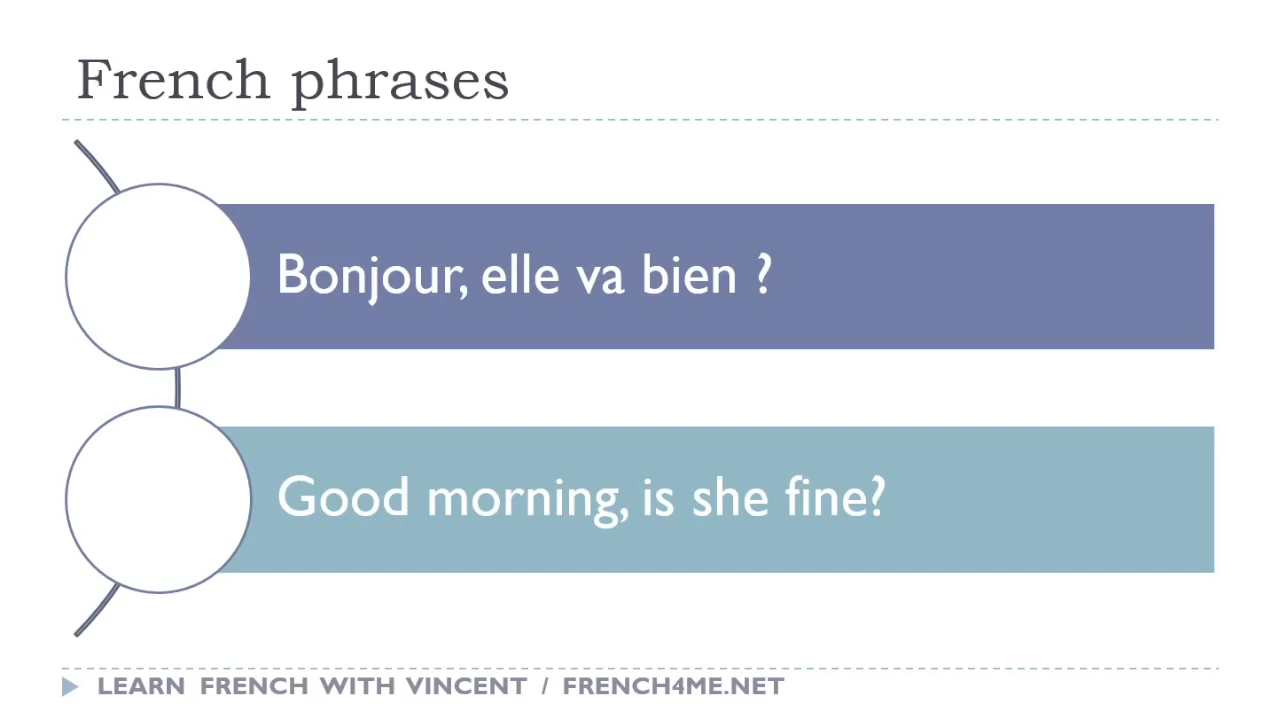 French phrases
Bonjour, elle va bien ?
Good morning, is she fine?
LEARN FRENCH WITH VINCENT / FRENCH4ME.NET